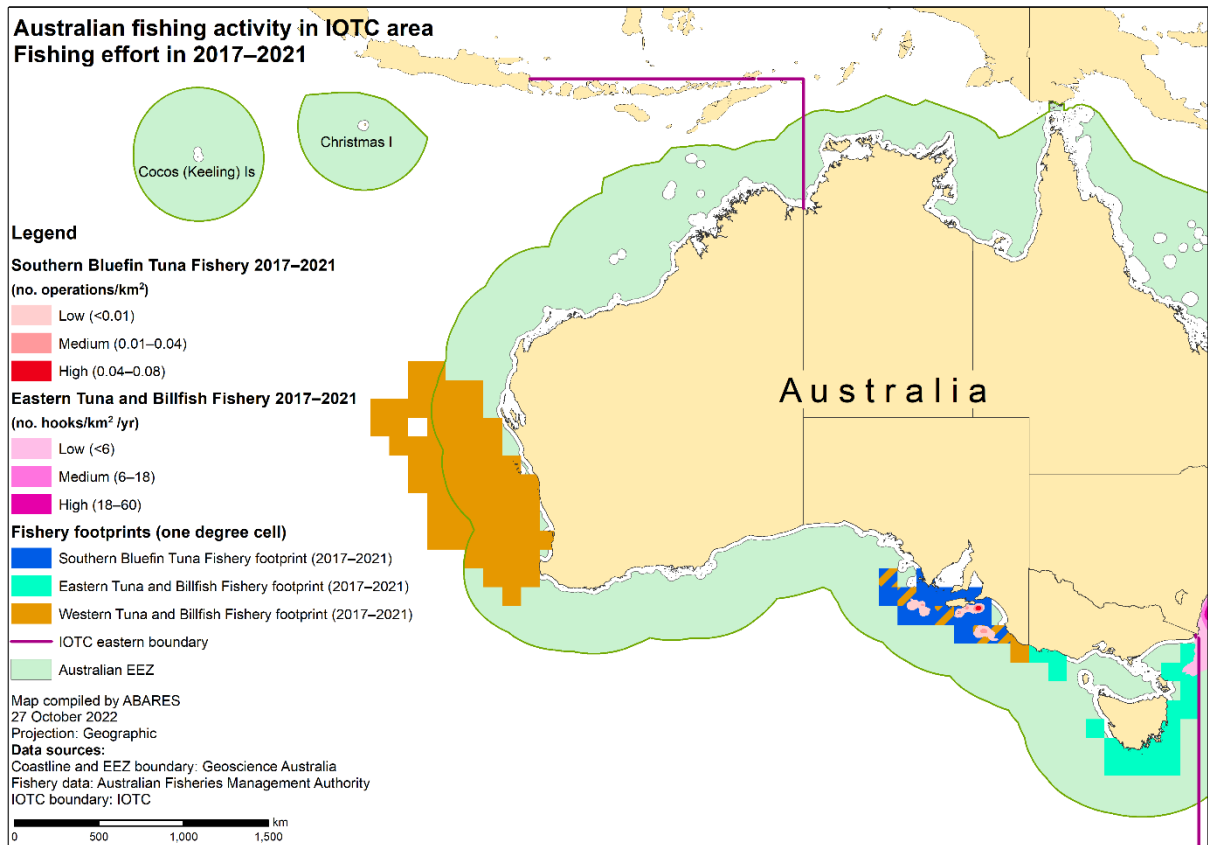 Australian fishing activity in IOTC area
Fishing effort in 2017–2021
Cocos (Keeling) Is
Christmas I
Australia
Legend
Southern Bluefin Tuna Fishery 2017–2021
(no. operations/km²)
Low (<0.01)
Medium (0.01–0.04)
High (0.04–0.08)
Eastern Tuna and Billfish Fishery 2017–2021
(no. hooks/km² /yr)
Low (<6)
Medium (6–18)
High (18–60)
Fishery footprints (one degree cell)
Southern Bluefin Tuna Fishery footprint (2017–2021)
Eastern Tuna and Billfish Fishery footprint (2017–2021)
Western Tuna and Billfish Fishery footprint (2017–2021)
IOTC eastern boundary
Australian EEZ
Map compiled by ABARES
27 October 2022
Projection: Geographic
Data sources:
Coastline and EEZ boundary: Geoscience Australia
Fishery data: Australian Fisheries Management Authority
IOTC boundary: IOTC
km
0 500 1,000 1,500